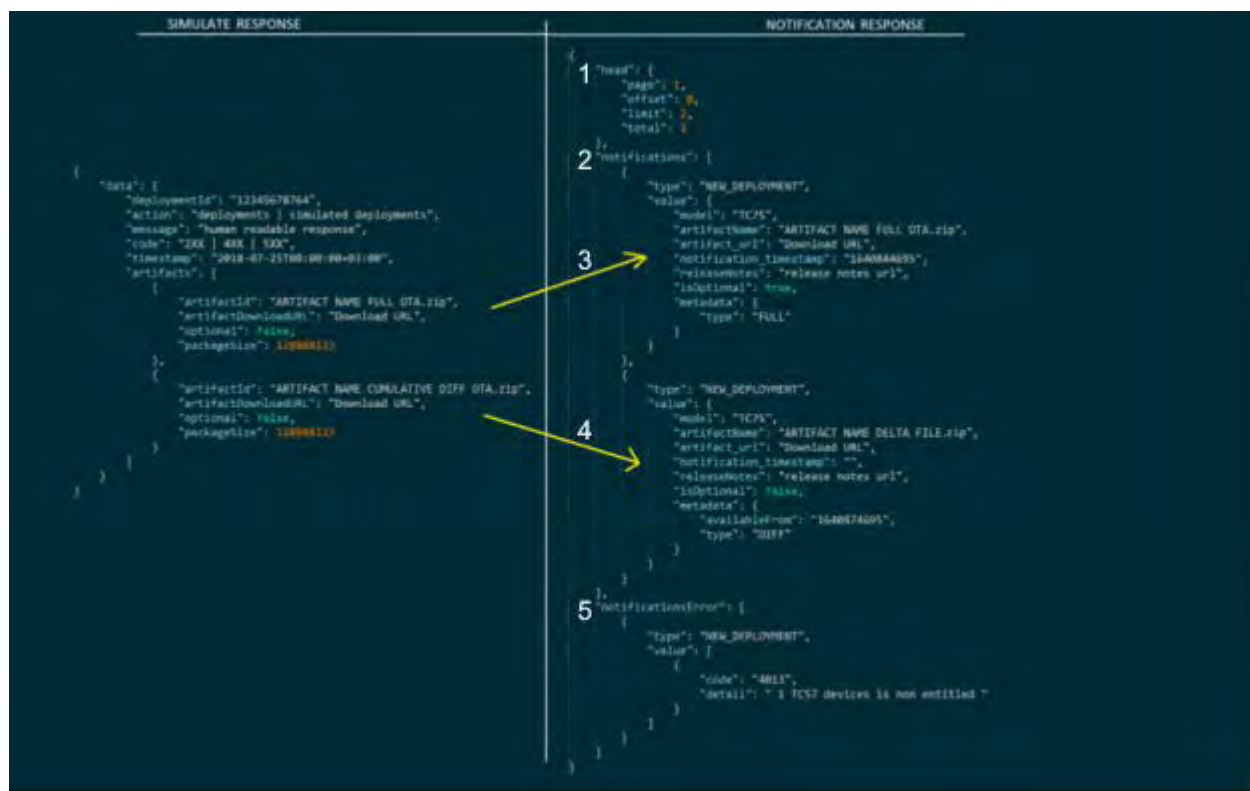 SIMULATE RESPONSE
{
"data": {
"deploymentId": "12345678764",
"action": "deployments | simulated deployments",
"message": "human readable response",
"code": "2XX | 4XX | 5XX",
"timestamp": "2018-07-25T00:00:00+03:00",
"artifacts": [
{
"artifactId": "ARTIFACT NAME FULL OTA.zip",
"artifactDownloadURL": "Download URL",
"optional": false,
"packageSize":
},
{
"artifactId": "ARTIFACT NAME CUMULATIVE DIFF OTA.zip",
"artifactDownloadURL": "Download URL",
"optional": false,
"packageSize":
}
]
}
}
NOTIFICATION RESPONSE
{
1 "head": {
"page": 1,
"offset": 0,
"limit": 2,
"total":
},
2 "notifications": [
{
"type": "NEW_DEPLOYMENT",
"value": {
"model": "TC75",
"artifactName": "ARTIFACT NAME FULL OTA.zip",
"artifact_url": "Download URL",
3 "notification_timestamp": "1640844695",
"releaseNotes": "release notes url",
"isOptional": true,
"metadata": {
"type": "FULL"
}
}
},
{
"type": "NEW_DEPLOYMENT",
"value": {
"model": "TC75",
4 "artifactName": "ARTIFACT NAME DELTA FILE.zip",
"artifact_url": "Download URL",
"notification_timestamp": "",
"releaseNotes": "release notes url",
"isOptional": false,
"metadata": {
"availableFrom": "1640874695",
"type": "DIFF"
}
}
}
],
5 "notificationsError": [
{
"type": "NEW_DEPLOYMENT",
"value": [
{
"code": "4013",
"detail": " 1 TC57 devices is non entitled "
}
]
}
]
}